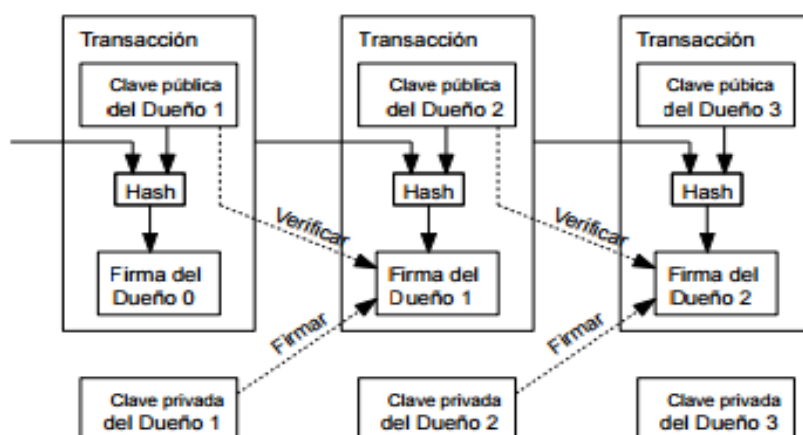 Transacción
Clave pública
del Dueño 1
Hash
Firma del
Dueño 0
Transacción
Clave pública
del Dueño 2
Hash
Verificar
Firma del
Dueño 1
Firmar
Transacción
Clave púbica
del Dueño 3
Hash
Verificar
Firma del
Dueño 2
Firmar
Clave privada
del Dueño 1
Clave privada
del Dueño 2
Clave privada
del Dueño 3